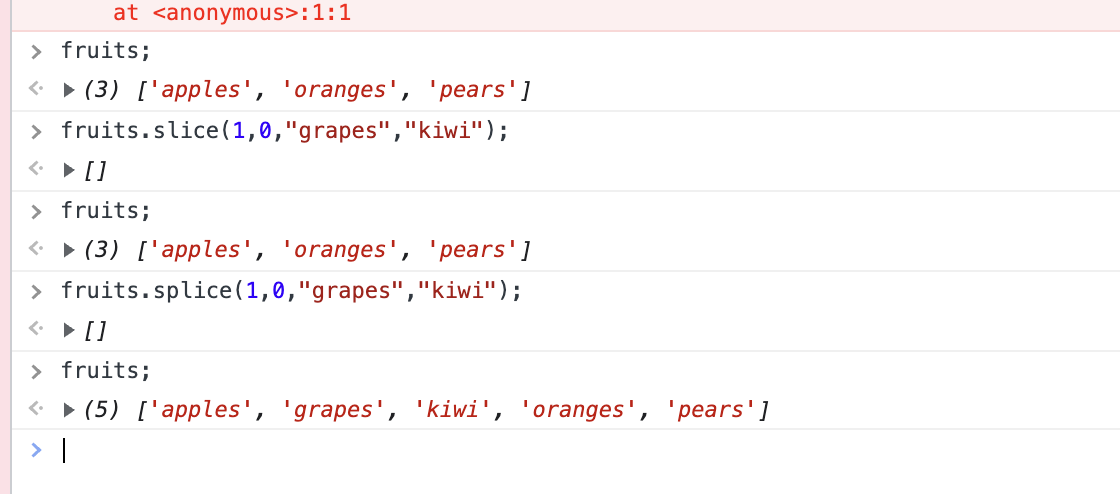 at <anonymous>:1:1
fruits;
(3) ['apples', 'oranges', 'pears']
fruits.slice(1,0,"grapes","kiwi");
[]
fruits;
(3) ['apples', 'oranges', 'pears']
fruits.splice(1,0,"grapes","kiwi");
[]
fruits;
(5) ['apples', 'grapes', 'kiwi', 'oranges', 'pears']